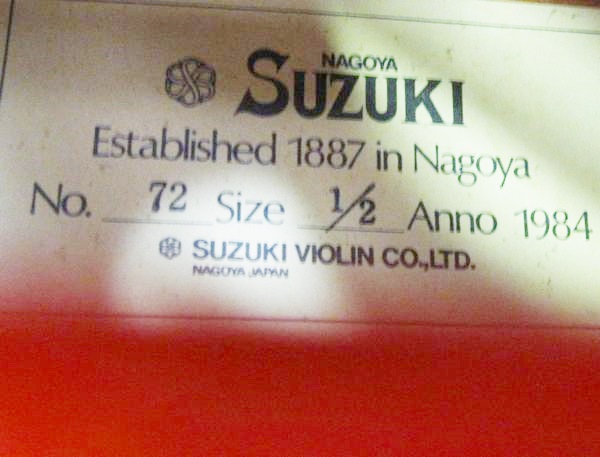 NAGOYA
SUZUKI
Established 1887 in Nagoya
No. 72 Size 1/2 Anno 1984
SUZUKI VIOLIN CO.,LTD.
NAGOYA JAPAN